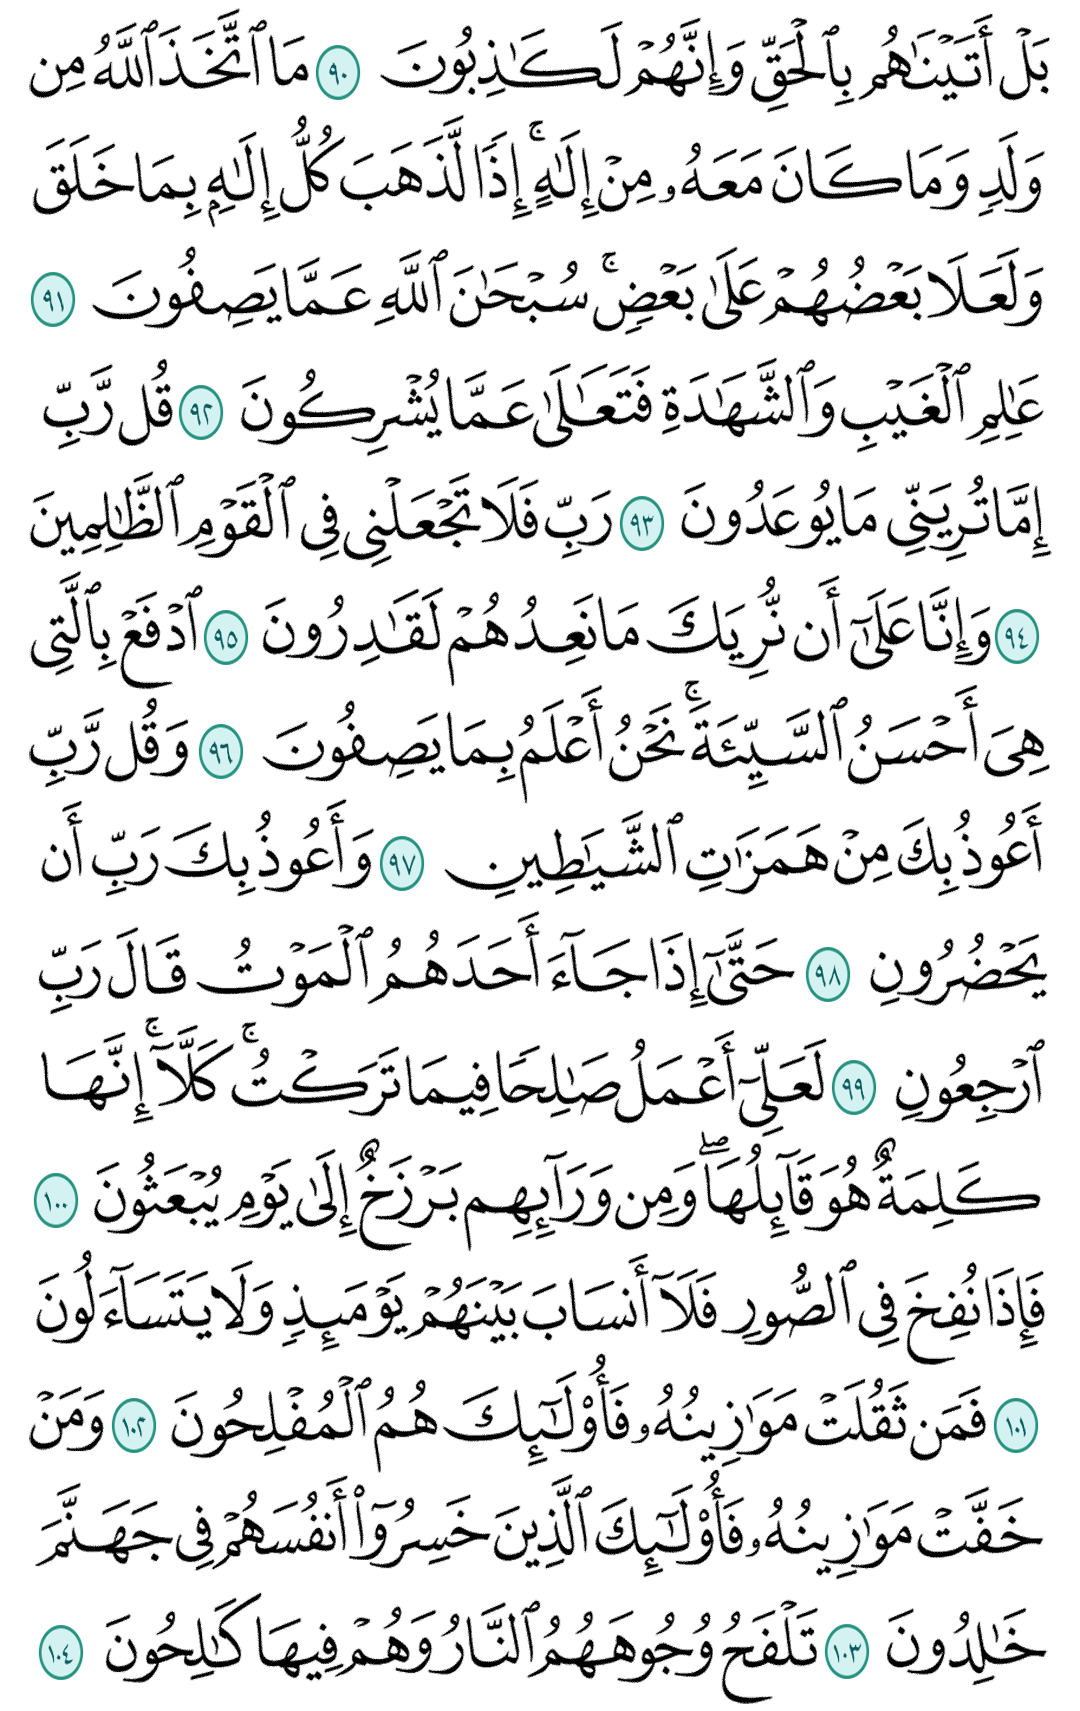 بَلْ أَتَيْنَـٰهُم بِٱلْحَقِّ وَإِنَّهُمْ لَكَـٰذِبُونَ ٩٠ مَا ٱتَّخَذَ ٱللَّهُ مِن
وَلَدٍ وَمَا كَانَ مَعَهُۥ مِنْ إِلَـٰهٍ ۚ إِذًا لَّذَهَبَ كُلُّ إِلَـٰهٍۭ بِمَا خَلَقَ
وَلَعَلَا بَعْضُهُمْ عَلَىٰ بَعْضٍ ۚ سُبْحَـٰنَ ٱللَّهِ عَمَّا يَصِفُونَ ٩١
عَـٰلِمِ ٱلْغَيْبِ وَٱلشَّهَـٰدَةِ فَتَعَـٰلَىٰ عَمَّا يُشْرِكُونَ ٩٢ قُل رَّبِّ
إِمَّا تُرِيَنِّى مَا يُوعَدُونَ ٩٣ رَبِّ فَلَا تَجْعَلْنِى فِى ٱلْقَوْمِ ٱلظَّـٰلِمِينَ
٩٤ وَإِنَّا عَلَىٰٓ أَن نُّرِيَكَ مَا نَعِدُهُمْ لَقَـٰدِرُونَ ٩٥ ٱدْفَعْ بِٱلَّتِى
هِىَ أَحْسَنُ ٱلسَّيِّئَةَ ۚ نَحْنُ أَعْلَمُ بِمَا يَصِفُونَ ٩٦ وَقُل رَّبِّ
أَعُوذُ بِكَ مِنْ هَمَزَٰتِ ٱلشَّيَـٰطِينِ ٩٧ وَأَعُوذُ بِكَ رَبِّ أَن
يَحْضُرُونِ ٩٨ حَتَّىٰٓ إِذَا جَآءَ أَحَدَهُمُ ٱلْمَوْتُ قَالَ رَبِّ
ٱرْجِعُونِ ٩٩ لَعَلِّىٓ أَعْمَلُ صَـٰلِحًا فِيمَا تَرَكْتُ ۚ كَلَّآ ۚ إِنَّهَا
كَلِمَةٌ هُوَ قَآئِلُهَا ۖ وَمِن وَرَآئِهِم بَرْزَخٌ إِلَىٰ يَوْمِ يُبْعَثُونَ ١٠٠
فَإِذَا نُفِخَ فِى ٱلصُّورِ فَلَآ أَنسَابَ بَيْنَهُمْ يَوْمَئِذٍ وَلَا يَتَسَآءَلُونَ
١٠١ فَمَن ثَقُلَتْ مَوَٰزِينُهُۥ فَأُو۟لَـٰٓئِكَ هُمُ ٱلْمُفْلِحُونَ ١٠٢ وَمَنْ
خَفَّتْ مَوَٰزِينُهُۥ فَأُو۟لَـٰٓئِكَ ٱلَّذِينَ خَسِرُوٓا۟ أَنفُسَهُمْ فِى جَهَنَّمَ
خَـٰلِدُونَ ١٠٣ تَلْفَحُ وُجُوهَهُمُ ٱلنَّارُ وَهُمْ فِيهَا كَـٰلِحُونَ ١٠٤